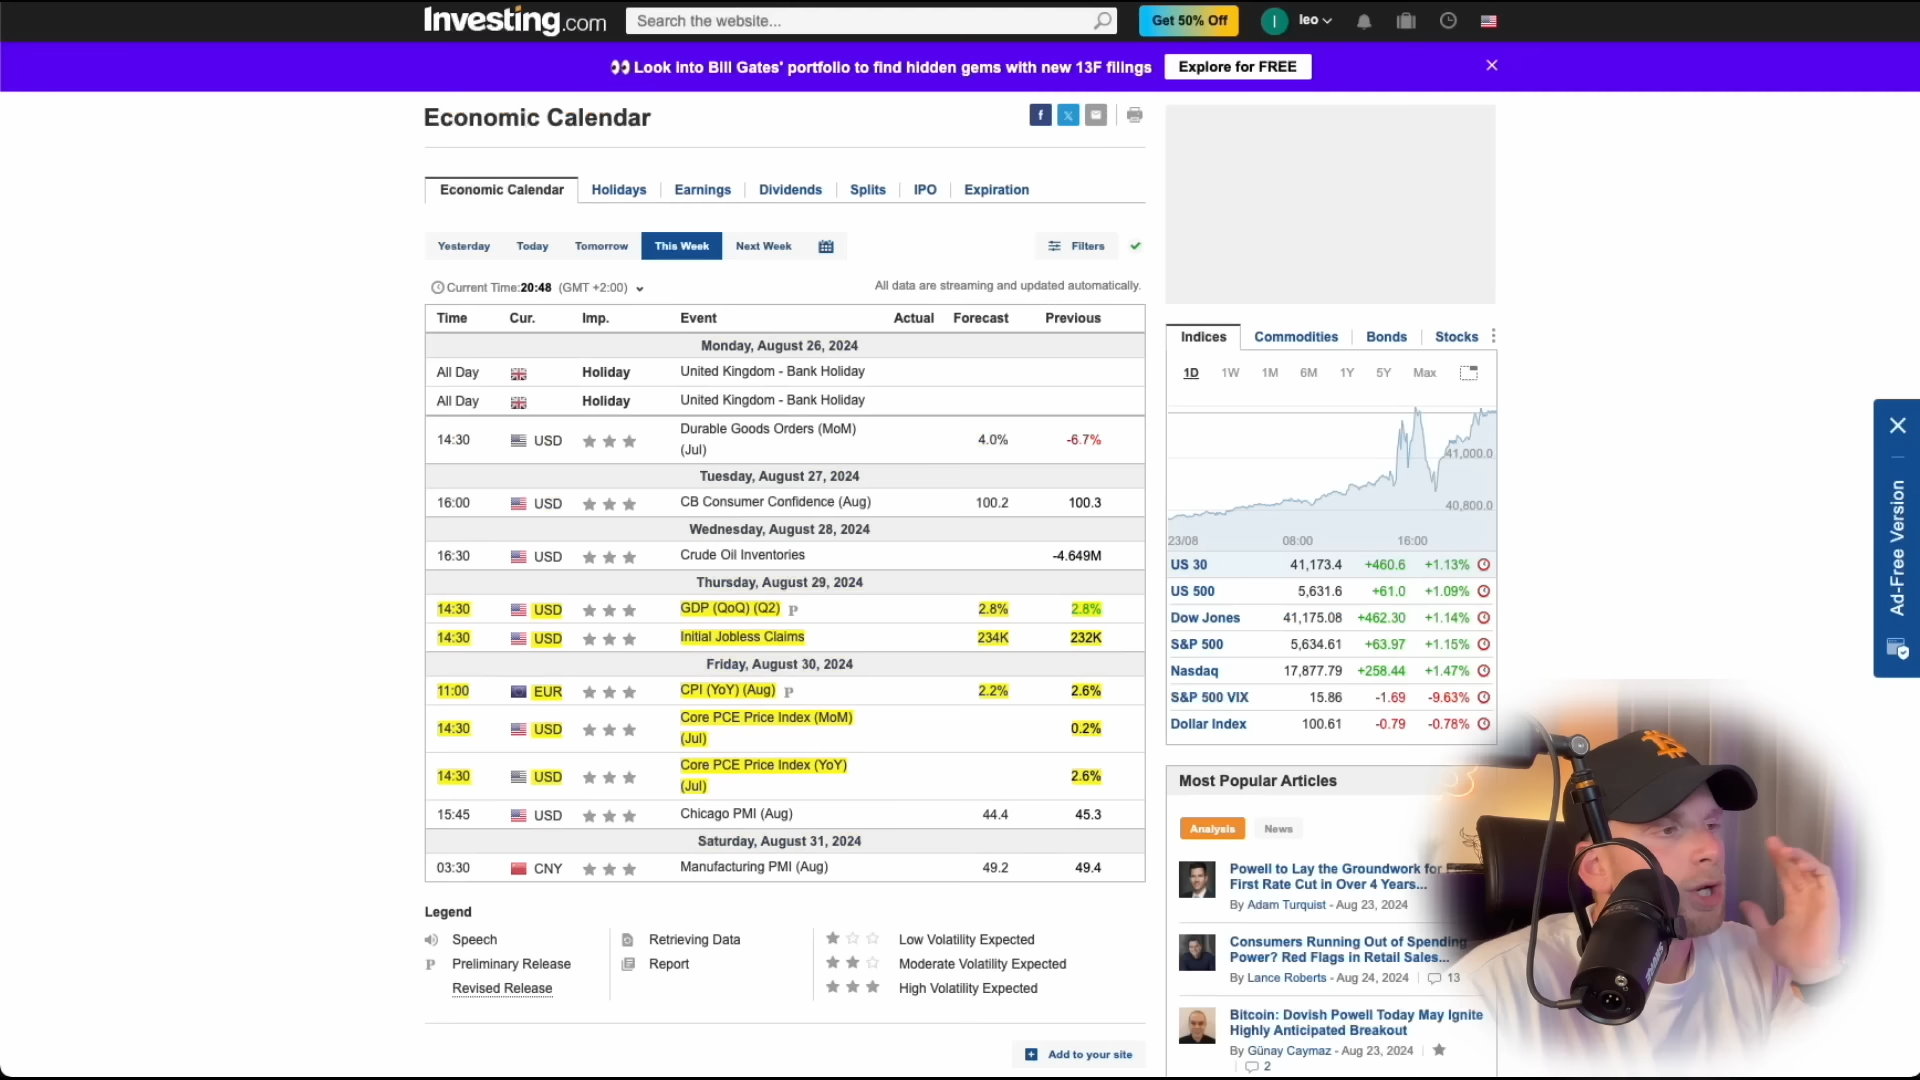 Investing.com
Search the website...
Get 50% Off
leo
Look into Bill Gates' portfolio to find hidden gems with new 13F filings
Explore for FREE
Economic Calendar
Economic Calendar Holidays Earnings Dividends Splits IPO Expiration
Yesterday Today Tomorrow This Week Next Week Filters
Current Time:20:48 (GMT +2:00)
All data are streaming and updated automatically.
Time Cur. Imp. Event Actual Forecast Previous
Monday, August 26, 2024
All Day Holiday United Kingdom - Bank Holiday
All Day Holiday United Kingdom - Bank Holiday
14:30 USD Durable Goods Orders (MoM) 4.0% -6.7%
(Jul)
Tuesday, August 27, 2024
16:00 USD CB Consumer Confidence (Aug) 100.2 100.3
Wednesday, August 28, 2024
16:30 USD Crude Oil Inventories -4.649M
Thursday, August 29, 2024
14:30 USD GDP (QoQ) (Q2) P 2.8% 2.8%
14:30 USD Initial Jobless Claims 234K 232K
Friday, August 30, 2024
11:00 EUR CPI (YoY) (Aug) P 2.2% 2.6%
14:30 USD Core PCE Price Index (MoM) 0.2%
(Jul)
14:30 USD Core PCE Price Index (YoY) 2.6%
(Jul)
15:45 USD Chicago PMI (Aug) 44.4 45.3
Saturday, August 31, 2024
03:30 CNY Manufacturing PMI (Aug) 49.2 49.4
Legend
Speech Retrieving Data Low Volatility Expected
P Preliminary Release Report Moderate Volatility Expected
Revised Release High Volatility Expected
Add to your site
Indices Commodities Bonds Stocks
1D 1W 1M 6M 1Y 5Y Max
41,000.0
40,800.0
23/08 08:00 16:00
US 30 41,173.4 +460.6 +1.13%
US 500 5,631.6 +61.0 +1.09%
Dow Jones 41,175.08 +462.30 +1.14%
S&P 500 5,634.61 +63.97 +1.15%
Nasdaq 17,877.79 +258.44 +1.47%
S&P 500 VIX 15.86 -1.69 -9.63%
Dollar Index 100.61 -0.79 -0.78%
Most Popular Articles
Analysis News
Powell to Lay the Groundwork for
First Rate Cut in Over 4 Years...
By Adam Turquist - Aug 23, 2024
Consumers Running Out of Spending
Power? Red Flags in Retail Sales...
By Lance Roberts - Aug 24, 2024 13
Bitcoin: Dovish Powell Today May Ignite
Highly Anticipated Breakout
By Günay Caymaz - Aug 23, 2024
2
Ad-Free Version